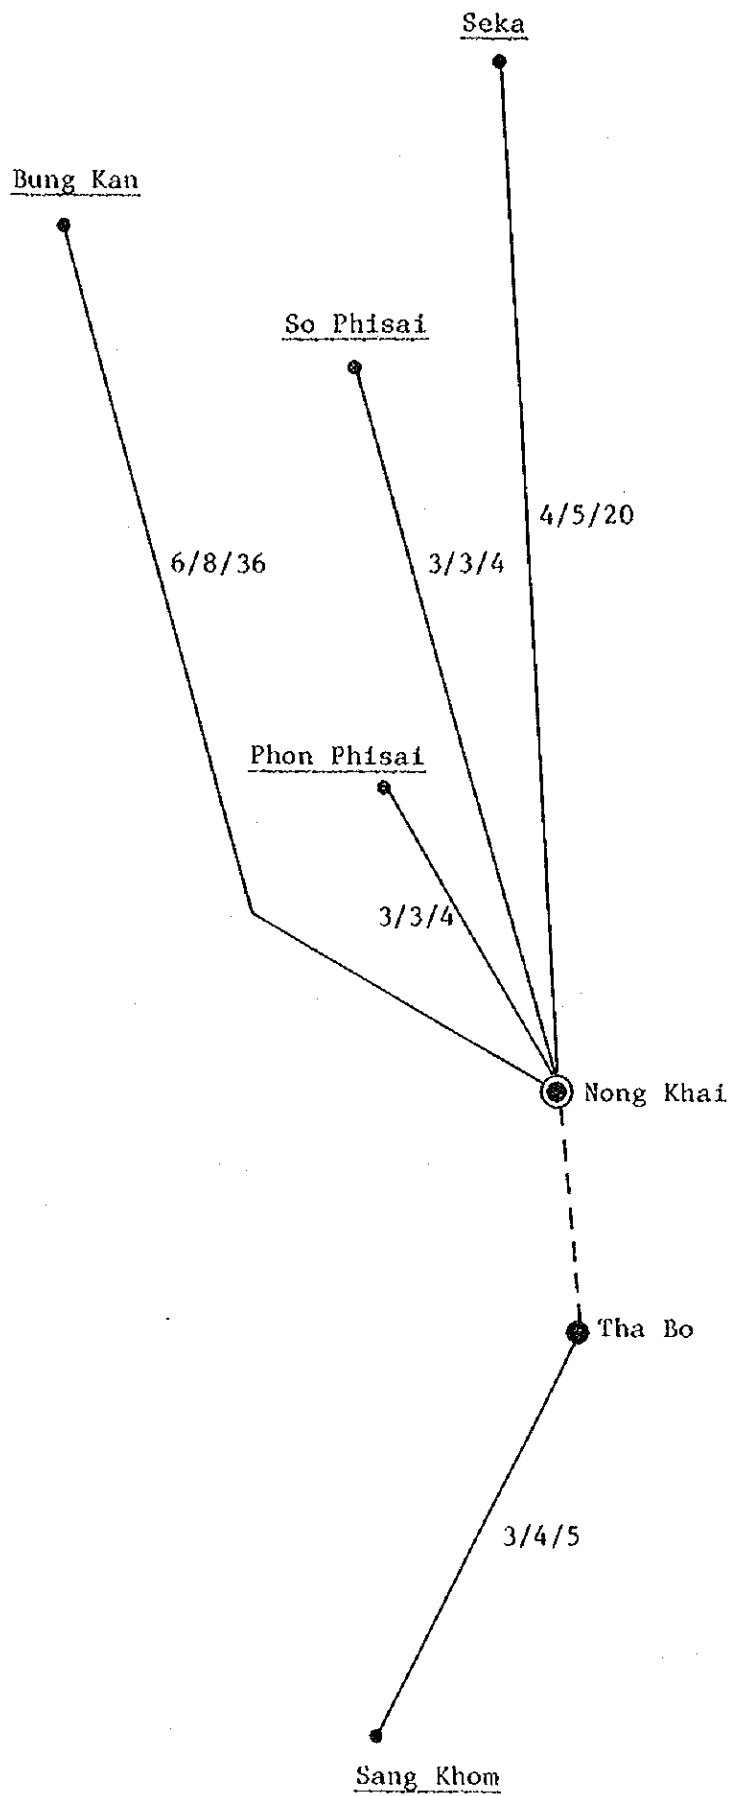 Seka
Bung Kan
So Phisai
4/5/20
6/8/36
3/3/4
Phon Phisai
3/3/4
Nong Khai
Tha Bo
3/4/5
Sang Khom